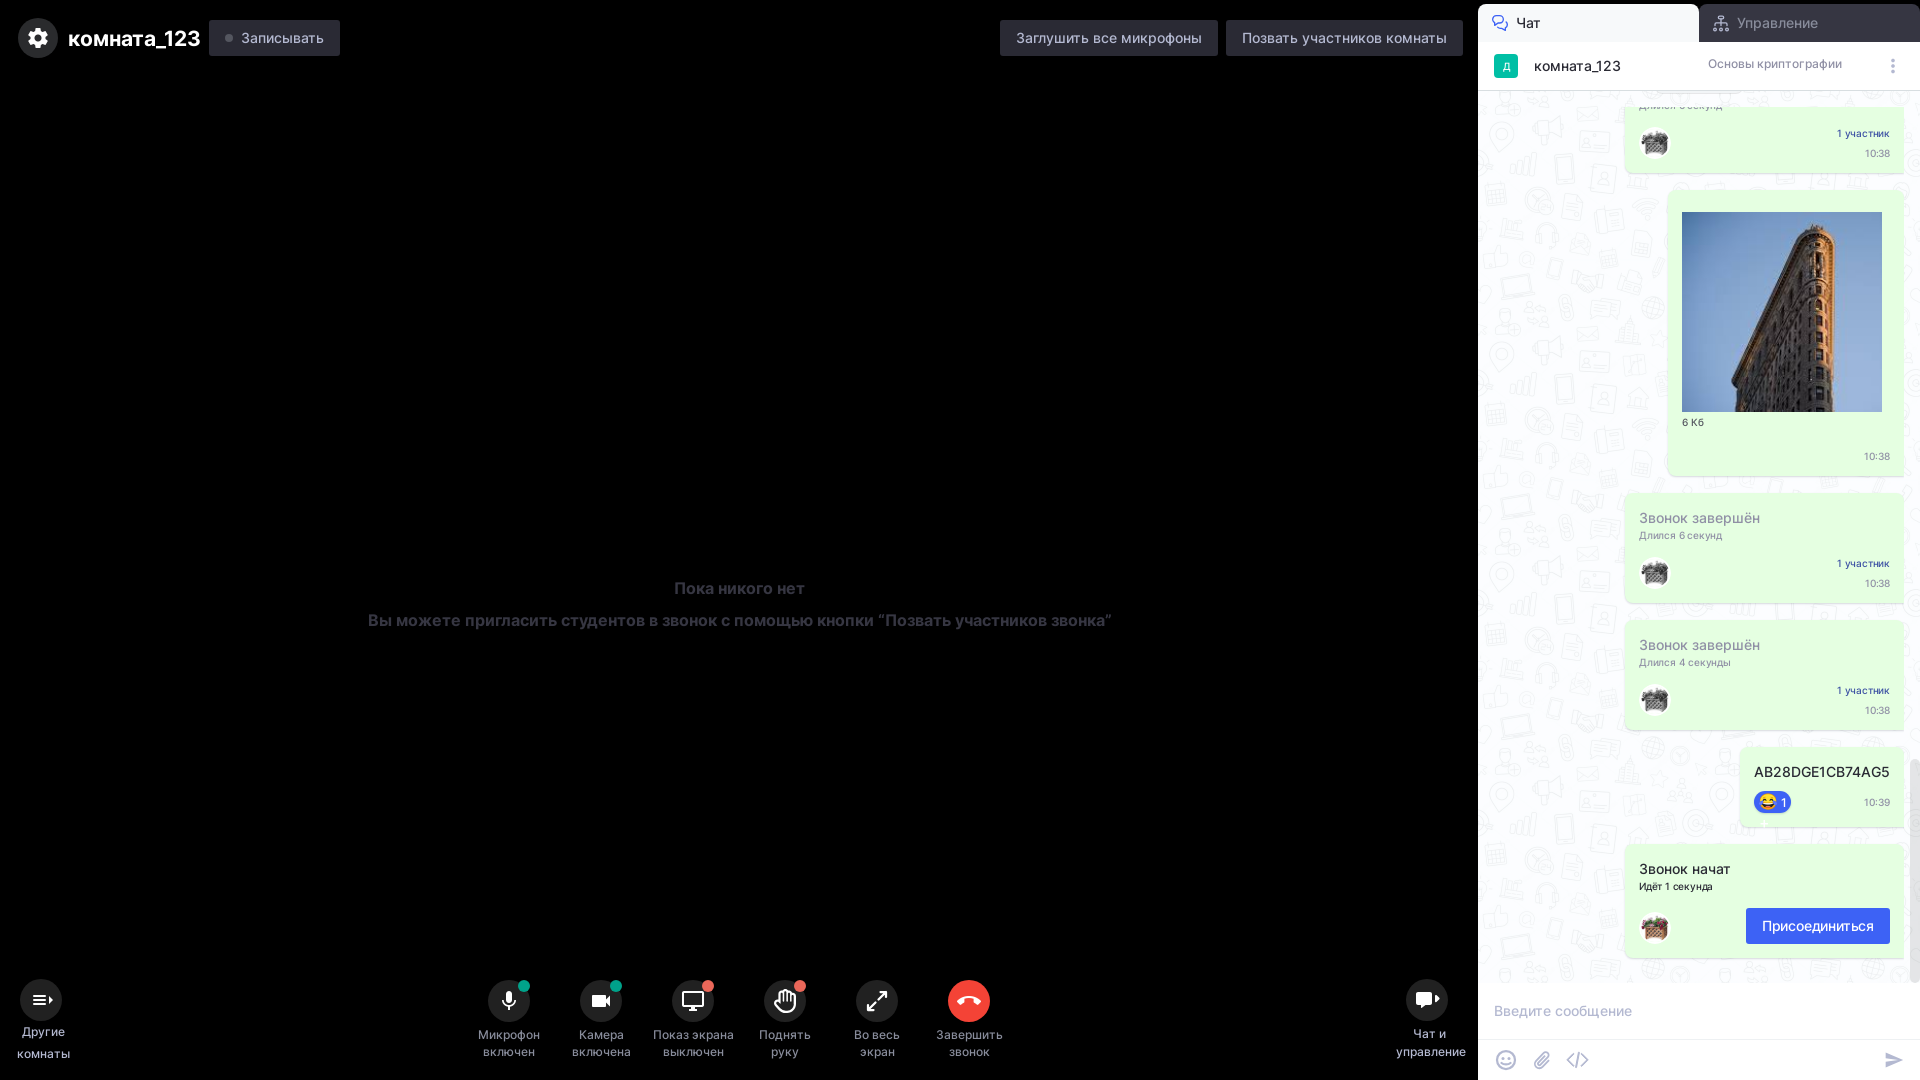 комната_123
Записывать
Заглушить все микрофоны
Позвать участников комнаты
Чат
Управление
Д
комната_123
Основы криптографии
1 участник
10:38
6 Кб
10:38
Звонок завершён
Длился 6 секунд
1 участник
10:38
Звонок завершён
Длился 4 секунды
1 участник
10:38
AB28DGE1CB74AG5
1
10:39
Звонок начат
Идёт 1 секунда
Присоединиться
Пока никого нет
Вы можете пригласить студентов в звонок с помощью кнопки “Позвать участников звонка”
Другие
комнаты
Микрофон
включен
Камера
включена
Показ экрана
выключен
Поднять
руку
Во весь
экран
Завершить
звонок
Чат и
управление
Введите сообщение